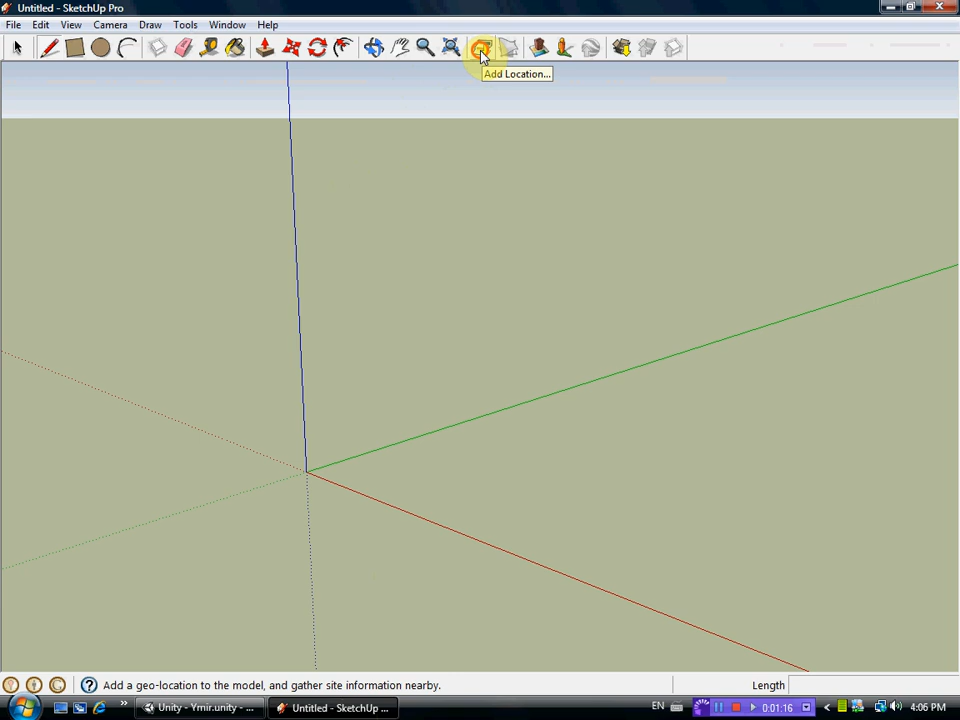 Untitled - SketchUp Pro
File Edit View Camera Draw Tools Window Help
Add Location...
Add a geo-location to the model, and gather site information nearby.
Length
Unity - Ymir.unity - ...
Untitled - SketchUp ...
EN
0:01:16
4:06 PM